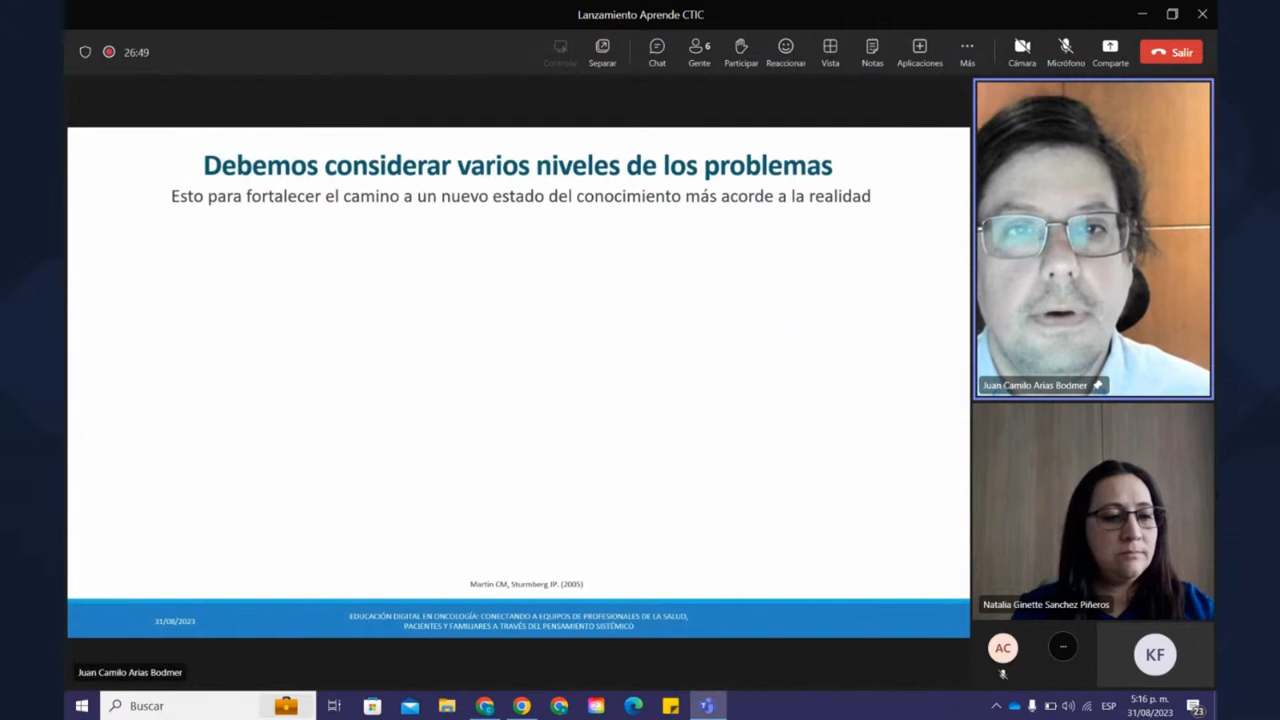 Lanzamiento Aprende CTIC
26:49
Controlar
Separar
Chat
6
Gente
Participar
Reaccionar
Vista
Notas
Aplicaciones
Más
Cámara
Micrófono
Comparte
Salir
Debemos considerar varios niveles de los problemas
Esto para fortalecer el camino a un nuevo estado del conocimiento más acorde a la realidad
Martin CM, Sturmberg JP. (2005)
31/08/2023
EDUCACIÓN DIGITAL EN ONCOLOGÍA: CONECTANDO A EQUIPOS DE PROFESIONALES DE LA SALUD,
PACIENTES Y FAMILIARES A TRAVÉS DEL PENSAMIENTO SISTÉMICO
Juan Camilo Arias Bodmer
Natalia Ginette Sanchez Piñeros
AC
KF
Juan Camilo Arias Bodmer
Buscar
ESP
5:16 p. m.
31/08/2023
23